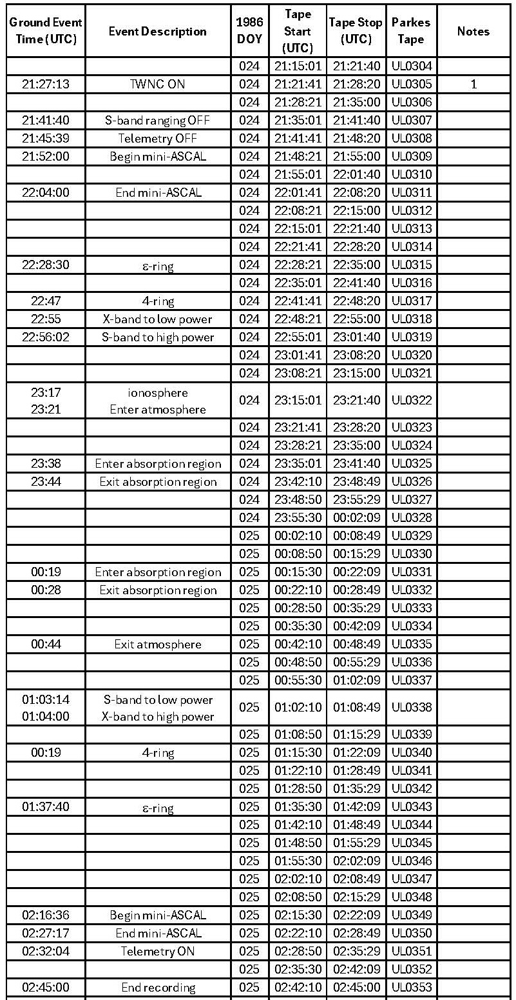 Ground Event Time (UTC) Event Description 1986 DOY Tape Start (UTC) Tape Stop (UTC) Parkes Tape Notes
024 21:15:01 21:21:40 UL0304
21:27:13 TWNC ON 024 21:21:41 21:28:20 UL0305 1
024 21:28:21 21:35:00 UL0306
21:41:40 S-band ranging OFF 024 21:35:01 21:41:40 UL0307
21:45:39 Telemetry OFF 024 21:41:41 21:48:20 UL0308
21:52:00 Begin mini-ASCAL 024 21:48:21 21:55:00 UL0309
024 21:55:01 22:01:40 UL0310
22:04:00 End mini-ASCAL 024 22:01:41 22:08:20 UL0311
024 22:08:21 22:15:00 UL0312
024 22:15:01 22:21:40 UL0313
024 22:21:41 22:28:20 UL0314
22:28:30 ε-ring 024 22:28:21 22:35:00 UL0315
024 22:35:01 22:41:40 UL0316
22:47 4-ring 024 22:41:41 22:48:20 UL0317
22:55 X-band to low power 024 22:48:21 22:55:00 UL0318
22:56:02 S-band to high power 024 22:55:01 23:01:40 UL0319
024 23:01:41 23:08:20 UL0320
024 23:08:21 23:15:00 UL0321
23:17 ionosphere
23:21 Enter atmosphere 024 23:15:01 23:21:40 UL0322
024 23:21:41 23:28:20 UL0323
024 23:28:21 23:35:00 UL0324
23:38 Enter absorption region 024 23:35:01 23:41:40 UL0325
23:44 Exit absorption region 024 23:42:10 23:48:49 UL0326
024 23:48:50 23:55:29 UL0327
024 23:55:30 00:02:09 UL0328
025 00:02:10 00:08:49 UL0329
025 00:08:50 00:15:29 UL0330
00:19 Enter absorption region 025 00:15:30 00:22:09 UL0331
00:28 Exit absorption region 025 00:22:10 00:28:49 UL0332
025 00:28:50 00:35:29 UL0333
025 00:35:30 00:42:09 UL0334
00:44 Exit atmosphere 025 00:42:10 00:48:49 UL0335
025 00:48:50 00:55:29 UL0336
025 00:55:30 01:02:09 UL0337
01:03:14 S-band to low power
01:04:00 X-band to high power 025 01:02:10 01:08:49 UL0338
025 01:08:50 01:15:29 UL0339
00:19 4-ring 025 01:15:30 01:22:09 UL0340
025 01:22:10 01:28:49 UL0341
025 01:28:50 01:35:29 UL0342
01:37:40 ε-ring 025 01:35:30 01:42:09 UL0343
025 01:42:10 01:48:49 UL0344
025 01:48:50 01:55:29 UL0345
025 01:55:30 02:02:09 UL0346
025 02:02:10 02:08:49 UL0347
025 02:08:50 02:15:29 UL0348
02:16:36 Begin mini-ASCAL 025 02:15:30 02:22:09 UL0349
02:27:17 End mini-ASCAL 025 02:22:10 02:28:49 UL0350
02:32:04 Telemetry ON 025 02:28:50 02:35:29 UL0351
025 02:35:30 02:42:09 UL0352
02:45:00 End recording 025 02:42:10 02:45:00 UL0353